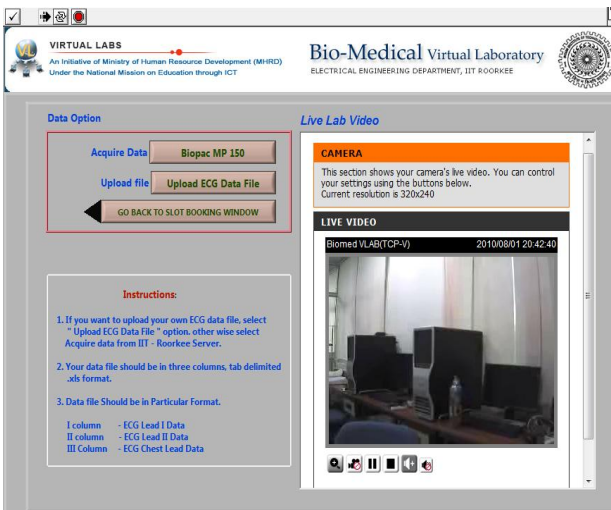 VIRTUAL LABS
An Initiative of Ministry of Human Resource Development (MHRD)
Under the National Mission on Education through ICT
Bio-Medical Virtual Laboratory
ELECTRICAL ENGINEERING DEPARTMENT, IIT ROORKEE
Data Option
Acquire Data
Biopac MP 150
Upload file
Upload ECG Data File
GO BACK TO SLOT BOOKING WINDOW
Instructions:
1. If you want to upload your own ECG data file, select
" Upload ECG Data File " option. other wise select
Acquire data from IIT - Roorkee Server.
2. Your data file should be in three columns, tab delimited
.xls format.
3. Data file Should be in Particular Format.
I column - ECG Lead I Data
II column - ECG Lead II Data
III Column - ECG Chest Lead Data
Live Lab Video
CAMERA
This section shows your camera's live video. You can control
your settings using the buttons below.
Current resolution is 320x240
LIVE VIDEO
Biomed VLAB(TCP-V) 2010/08/01 20:42:40